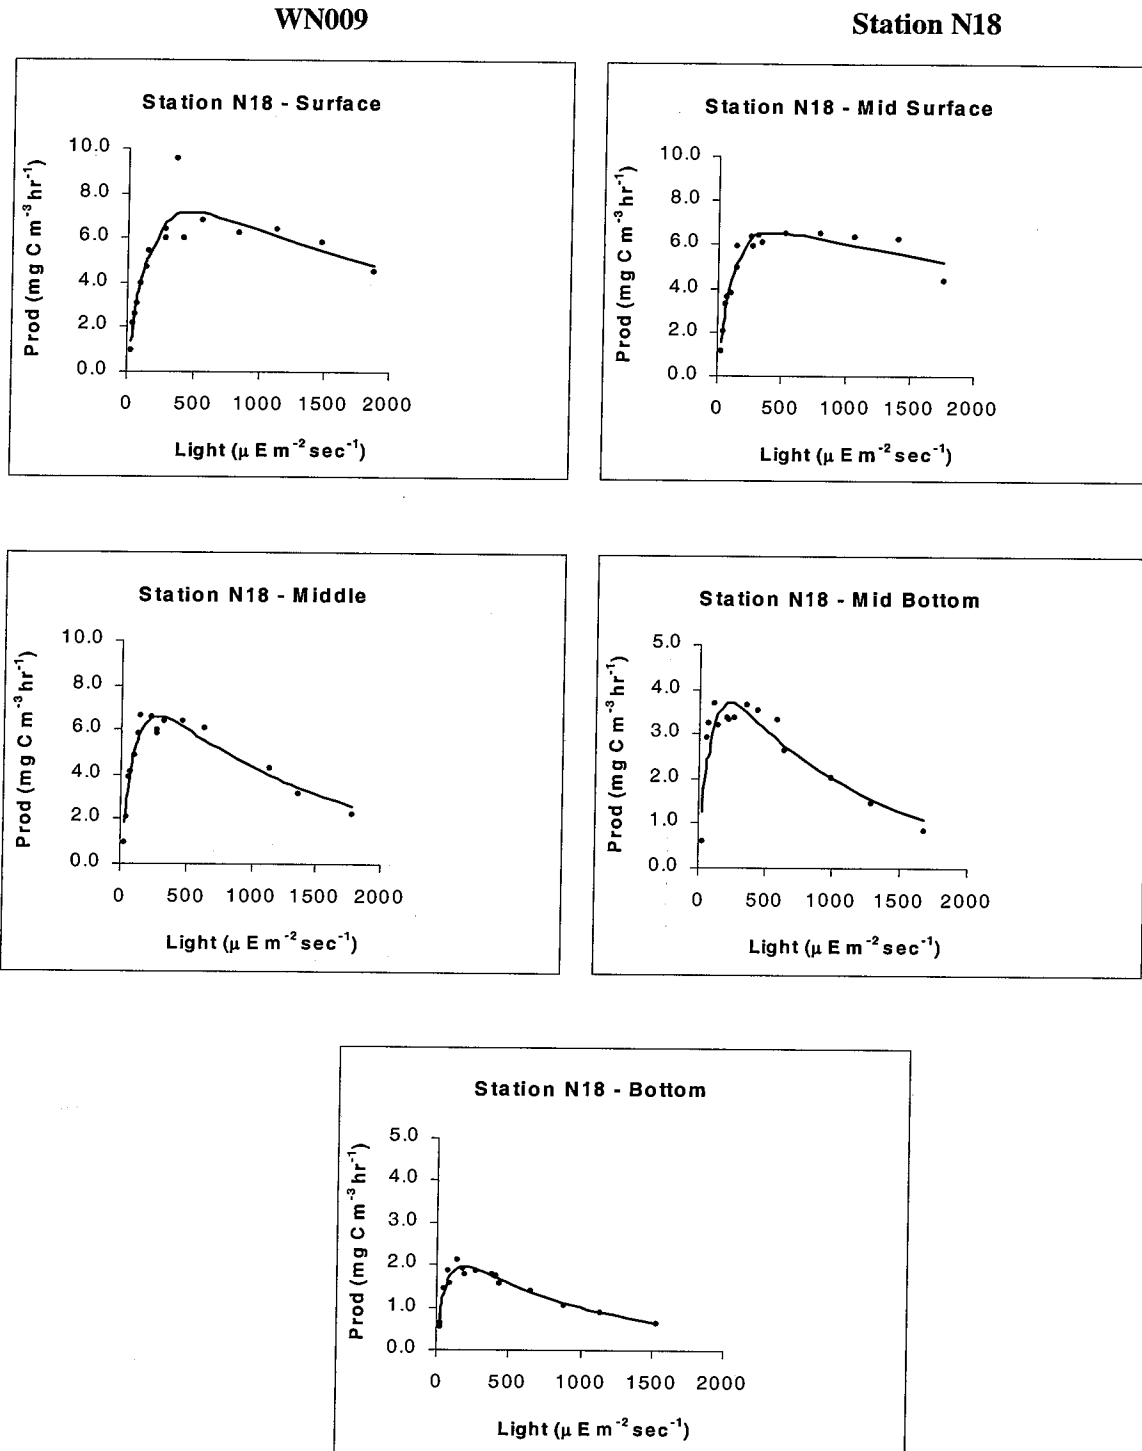 WN009
Station N18
Station N18 - Surface
Prod (mg C m⁻³ hr⁻¹)
10.0
8.0
6.0
4.0
2.0
0.0
0 500 1000 1500 2000
Light (μ E m⁻² sec⁻¹)
Station N18 - Mid Surface
Prod (mg C m⁻³ hr⁻¹)
10.0
8.0
6.0
4.0
2.0
0.0
0 500 1000 1500 2000
Light (μ E m⁻² sec⁻¹)
Station N18 - Middle
Prod (mg C m⁻³ hr⁻¹)
10.0
8.0
6.0
4.0
2.0
0.0
0 500 1000 1500 2000
Light (μ E m⁻² sec⁻¹)
Station N18 - Mid Bottom
Prod (mg C m⁻³ hr⁻¹)
5.0
4.0
3.0
2.0
1.0
0.0
0 500 1000 1500 2000
Light (μ E m⁻² sec⁻¹)
Station N18 - Bottom
Prod (mg C m⁻³ hr⁻¹)
5.0
4.0
3.0
2.0
1.0
0.0
0 500 1000 1500 2000
Light (μ E m⁻² sec⁻¹)